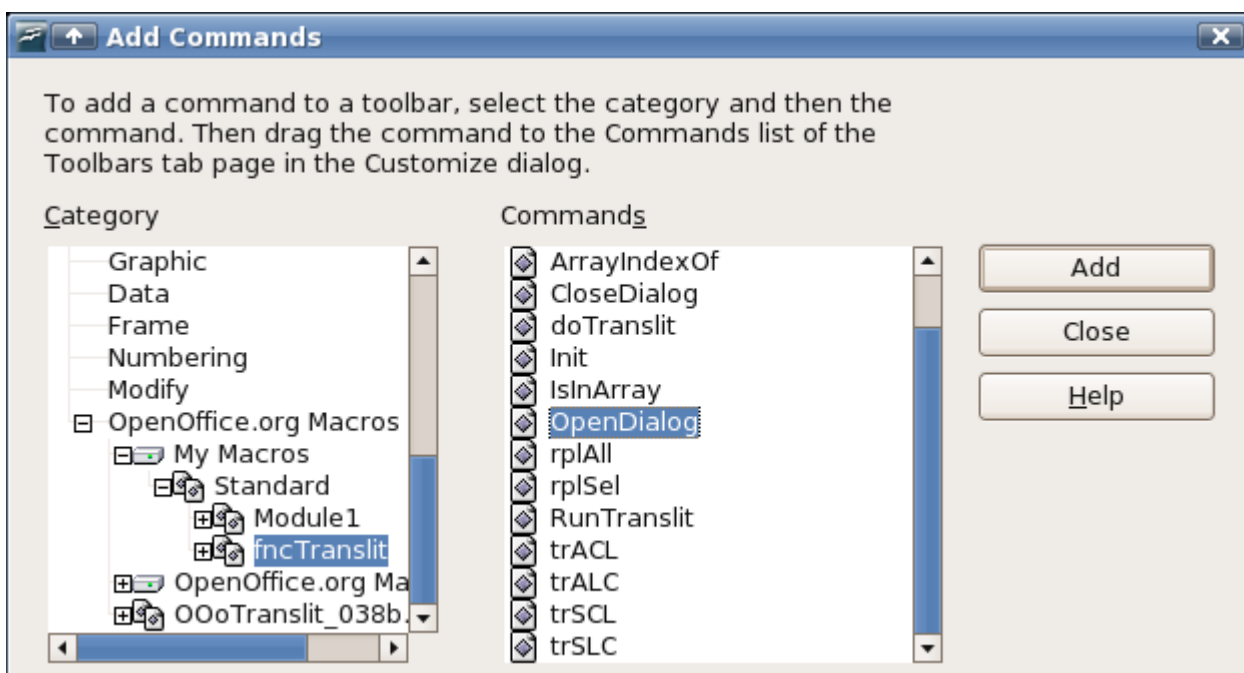 Add Commands
To add a command to a toolbar, select the category and then the
command. Then drag the command to the Commands list of the
Toolbars tab page in the Customize dialog.
Category
Graphic
Data
Frame
Numbering
Modify
OpenOffice.org Macros
My Macros
Standard
Module1
fncTranslit
OpenOffice.org Ma
OOoTranslit_038b.
Commands
ArrayIndexOf
CloseDialog
doTranslit
Init
IsInArray
OpenDialog
rplAll
rplSel
RunTranslit
trACL
trALC
trSCL
trSLC
Add
Close
Help